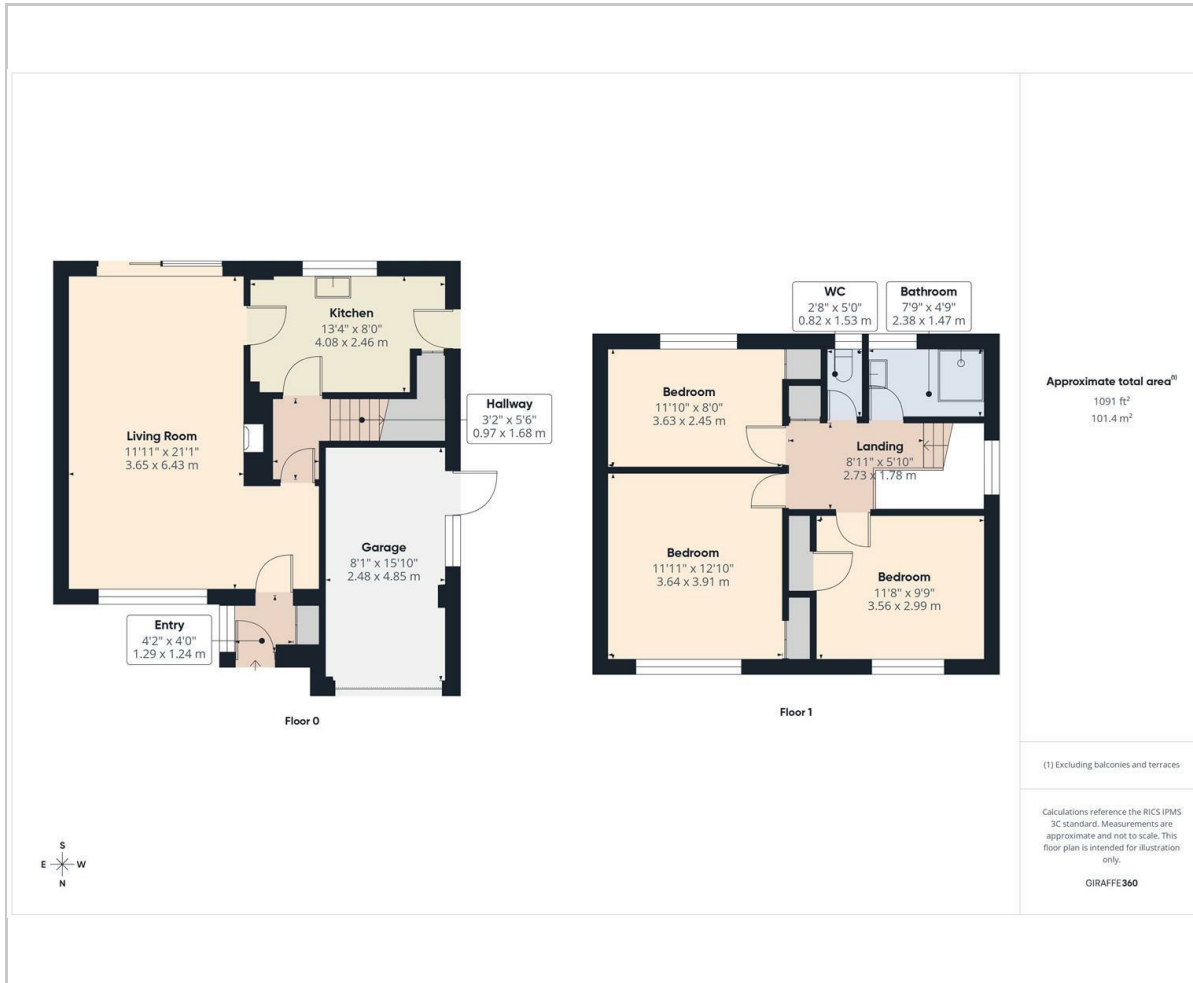 Kitchen
13'4" x 8'0"
4.08 x 2.46 m
Hallway
3'2" x 5'6"
0.97 x 1.68 m
Living Room
11'11" x 21'1"
3.65 x 6.43 m
Garage
8'1" x 15'10"
2.48 x 4.85 m
Entry
4'2" x 4'0"
1.29 x 1.24 m
Floor 0
WC
2'8" x 5'0"
0.82 x 1.53 m
Bathroom
7'9" x 4'9"
2.38 x 1.47 m
Bedroom
11'10" x 8'0"
3.63 x 2.45 m
Landing
8'11" x 5'10"
2.73 x 1.78 m
Bedroom
11'11" x 12'10"
3.64 x 3.91 m
Bedroom
11'8" x 9'9"
3.56 x 2.99 m
Floor 1
Approximate total area(1)
1091 ft²
101.4 m²
(1) Excluding balconies and terraces
Calculations reference the RICS IPMS
3C standard. Measurements are
approximate and not to scale. This
floor plan is intended for illustration
only.
GIRAFFE360
S
E W
N